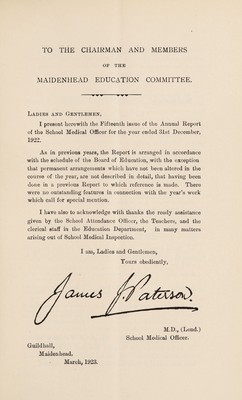 TO THE CHAIRMAN AND MEMBERS
OF THE
MAIDENHEAD EDUCATION COMMITTEE.
LADIES AND GENTLEMEN,
I present herewith the Fifteenth issue of the Annual Report
of the School Medical Officer for the year ended 31st December,
1922.
As in previous years, the Report is arranged in accordance
with the schedule of the Board of Education, with the exception
that permanent arrangements which have not been altered in the
course of the year, are not described in detail, that having been
done in a previous Report to which reference is made. There
were no outstanding features in connection with the year's work
which call for special mention.
I have also to acknowledge with thanks the ready assistance
given by the School Attendance Officer, the Teachers, and the
clerical staff in the Education Department, in many matters
arising out of School Medical Inspection.
I am, Ladies and Gentlemen,
Yours obediently,
James J. Paterson.
M.D., (Lond.)
School Medical Officer.
Guildhall,
Maidenhead,
March, 1923.